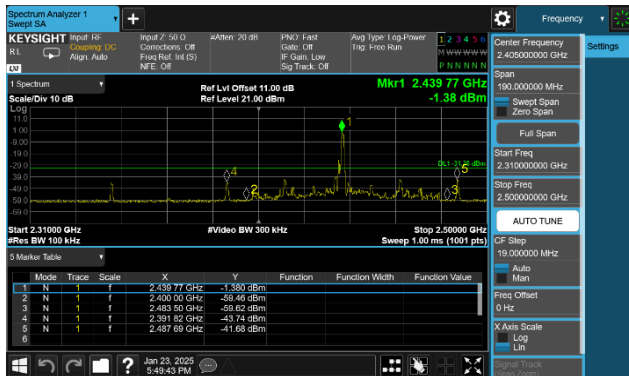 Spectrum Analyzer 1
Swept SA
+
Frequency
KEYSIGHT
Input: RF
Coupling: DC
Align: Auto
Input Z: 50 Ω
Corrections: Off
Freq Ref: Int (S)
NFE: Off
#Atten: 20 dB
PNO: Fast
Gate: Off
IF Gain: Low
Sig Track: Off
Avg Type: Log-Power
Trig: Free Run
1 2 3 4 5 6
M W W W W W
P N N N N N
1 Spectrum
Scale/Div 10 dB
Ref Lvl Offset 11.00 dB
Ref Level 21.00 dBm
Mkr1 2.439 77 GHz
-1.38 dBm
Log
11.0
1.00
-9.00
-19.0
-29.0
-39.0
-49.0
-59.0
-69.0
1
4
2
3
5
Start 2.31000 GHz
#Res BW 100 kHz
#Video BW 300 kHz
Stop 2.50000 GHz
Sweep 1.00 ms (1001 pts)
5 Marker Table
Mode Trace Scale X Y Function Function Width Function Value
1 N 1 f 2.439 77 GHz -1.380 dBm
2 N 1 f 2.400 00 GHz -59.46 dBm
3 N 1 f 2.483 50 GHz -59.62 dBm
4 N 1 f 2.391 82 GHz -43.74 dBm
5 N 1 f 2.487 69 GHz -41.68 dBm
6
Jan 23, 2025
5:49:43 PM
?
Center Frequency
2.405000000 GHz
Span
190.000000 MHz
Swept Span
Zero Span
Full Span
Start Freq
2.310000000 GHz
Stop Freq
2.500000000 GHz
AUTO TUNE
CF Step
19.000000 MHz
Auto
Man
Freq Offset
0 Hz
X Axis Scale
Log
Lin
Signal Track
(Span Zoom)
Settings